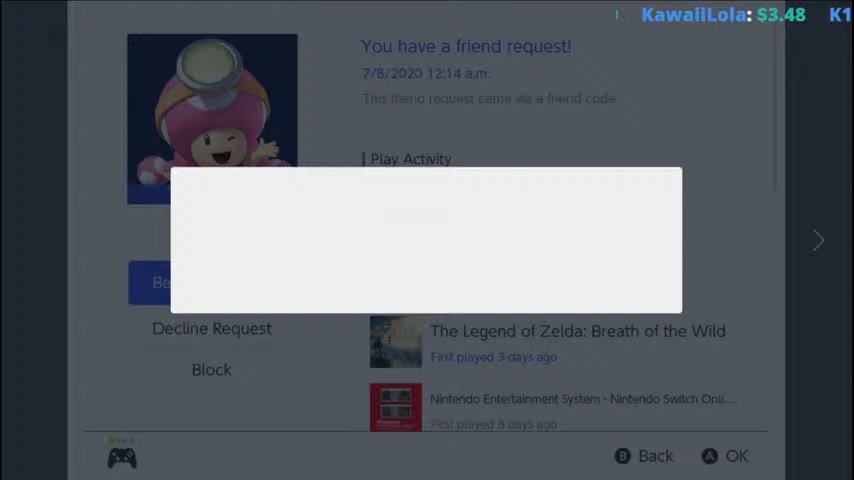 KawaiiLola: $3.48 K1
You have a friend request!
7/8/2020 12:14 a.m.
This friend request came via a friend code.
Play Activity
Be
Decline Request
Block
The Legend of Zelda: Breath of the Wild
First played 3 days ago
Nintendo Entertainment System - Nintendo Switch Onli...
First played 8 days ago
B Back
A OK